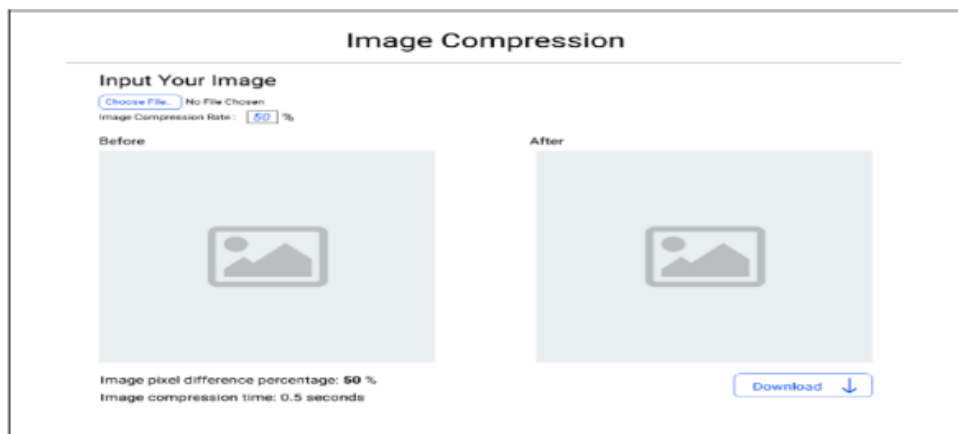 Image Compression
Input Your Image
Choose File.. No File Chosen
Image Compression Rate : 50 %
Before
After
Image pixel difference percentage: 50 %
Image compression time: 0.5 seconds
Download